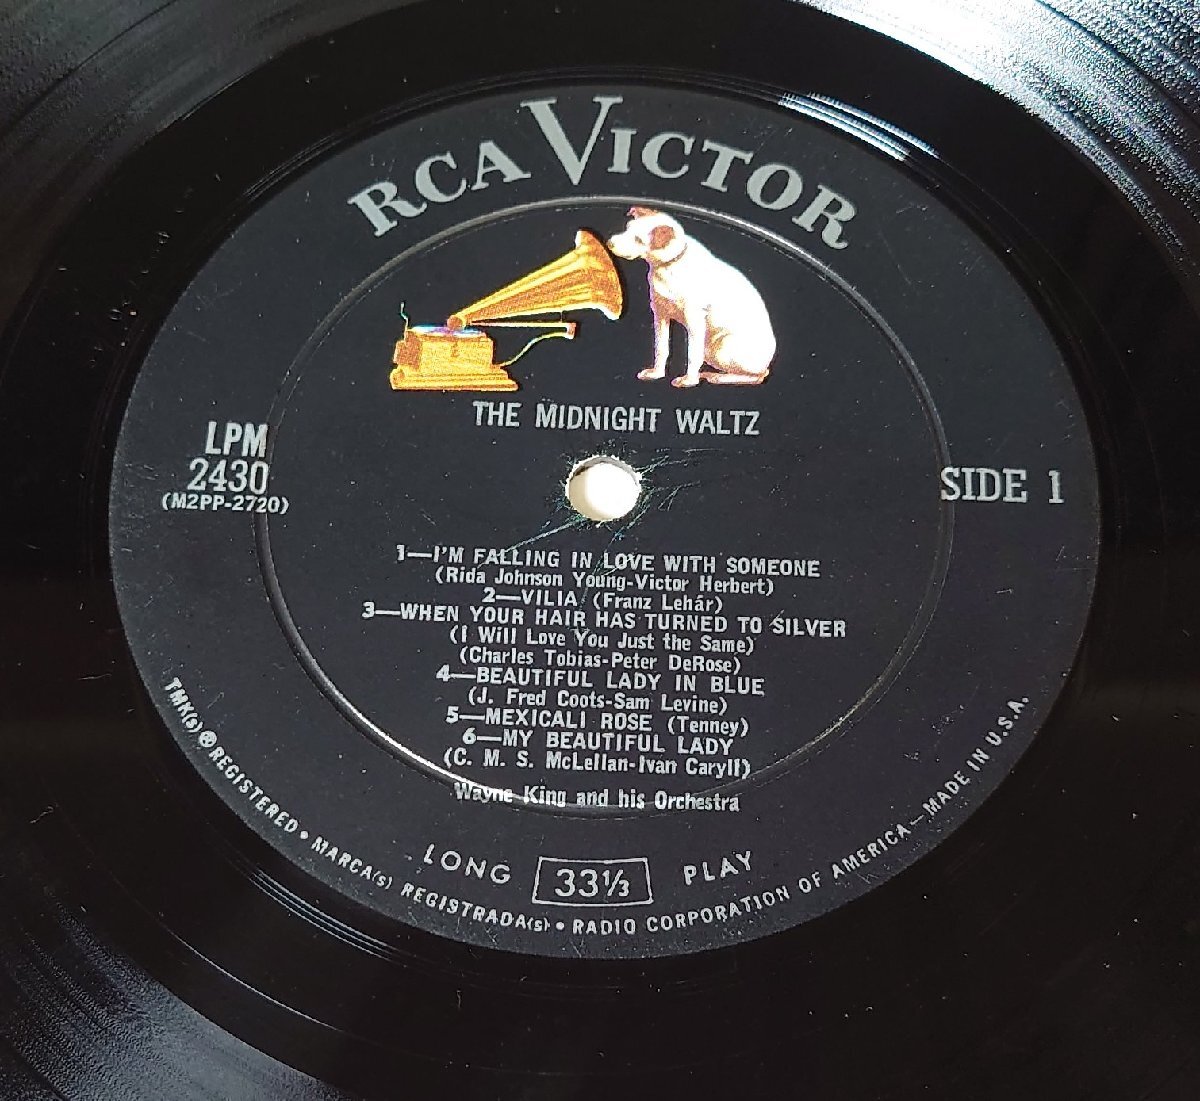 RCA VICTOR
THE MIDNIGHT WALTZ
LPM
2430
(M2PP-2720)
SIDE 1
1—I'M FALLING IN LOVE WITH SOMEONE
(Rida Johnson Young-Victor Herbert)
2—VILIA (Franz Lehár)
3—WHEN YOUR HAIR HAS TURNED TO SILVER
(I Will Love You Just the Same)
(Charles Tobias-Peter DeRose)
4—BEAUTIFUL LADY IN BLUE
(J. Fred Coots-Sam Levine)
5—MEXICALI ROSE (Tenney)
6—MY BEAUTIFUL LADY
(C. M. S. McLellan-Ivan Caryll)
Wayne King and his Orchestra
LONG 33⅓ PLAY
TMK(s) ® REGISTERED • MARCA(s) REGISTRADA(s) • RADIO CORPORATION OF AMERICA—MADE IN U.S.A.